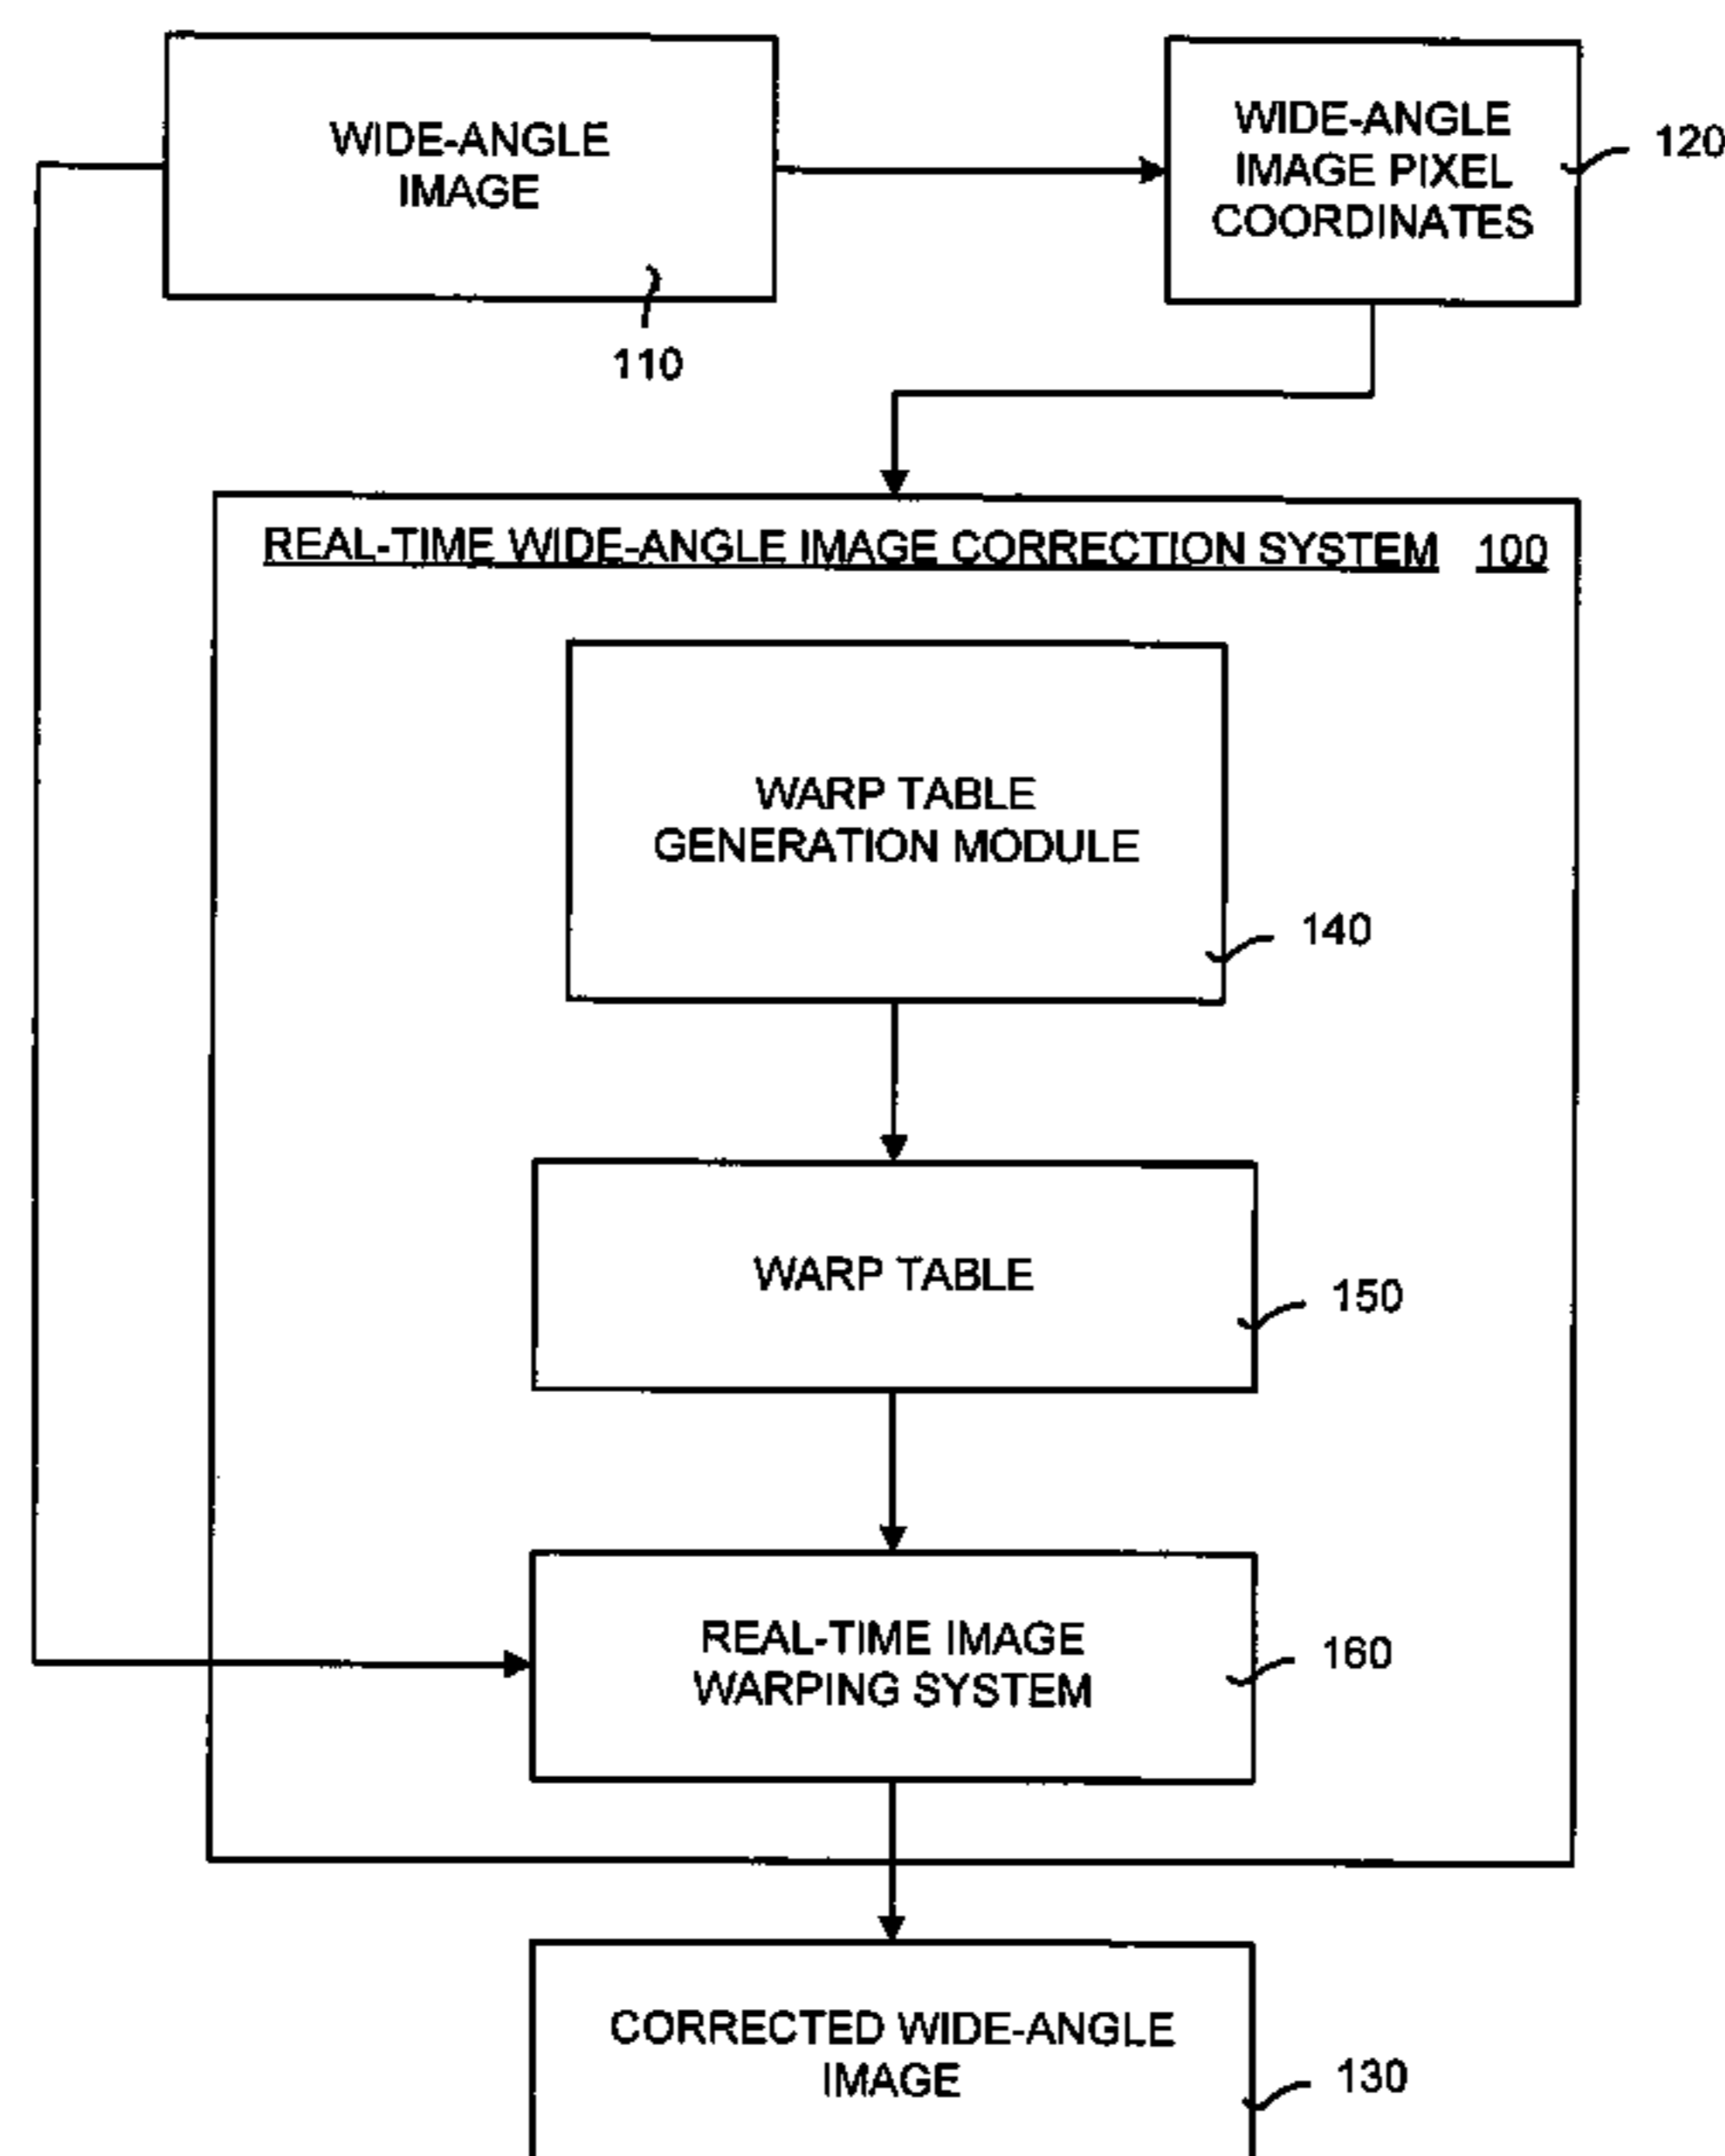 WIDE-ANGLE
IMAGE
110
WIDE-ANGLE
IMAGE PIXEL
COORDINATES
120
REAL-TIME WIDE-ANGLE IMAGE CORRECTION SYSTEM 100
WARP TABLE
GENERATION MODULE
140
WARP TABLE
150
REAL-TIME IMAGE
WARPING SYSTEM
160
CORRECTED WIDE-ANGLE
IMAGE
130